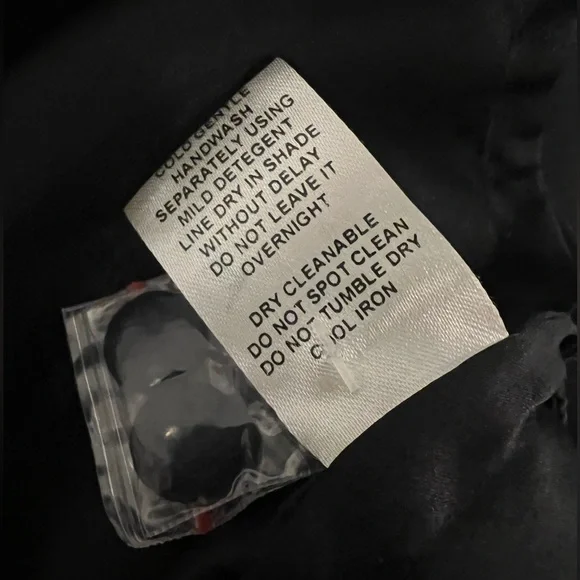 COLD GENTLE
HANDWASH
SEPARATELY USING
MILD DETEGENT
LINE DRY IN SHADE
WITHOUT DELAY
DO NOT LEAVE IT
OVERNIGHT
DRY CLEANABLE
DO NOT SPOT CLEAN
DO NOT TUMBLE DRY
COOL IRON